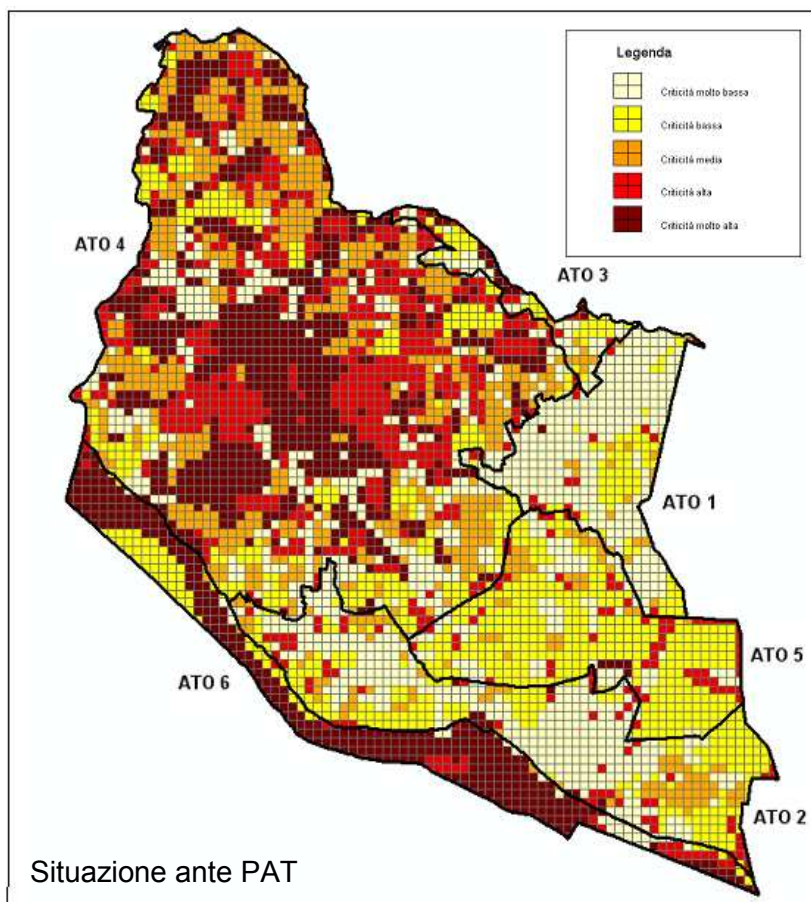 Legenda
Criticità molto bassa
Criticità bassa
Criticità media
Criticità alta
Criticità molto alta
ATO 4
ATO 3
ATO 1
ATO 5
ATO 6
ATO 2
Situazione ante PAT